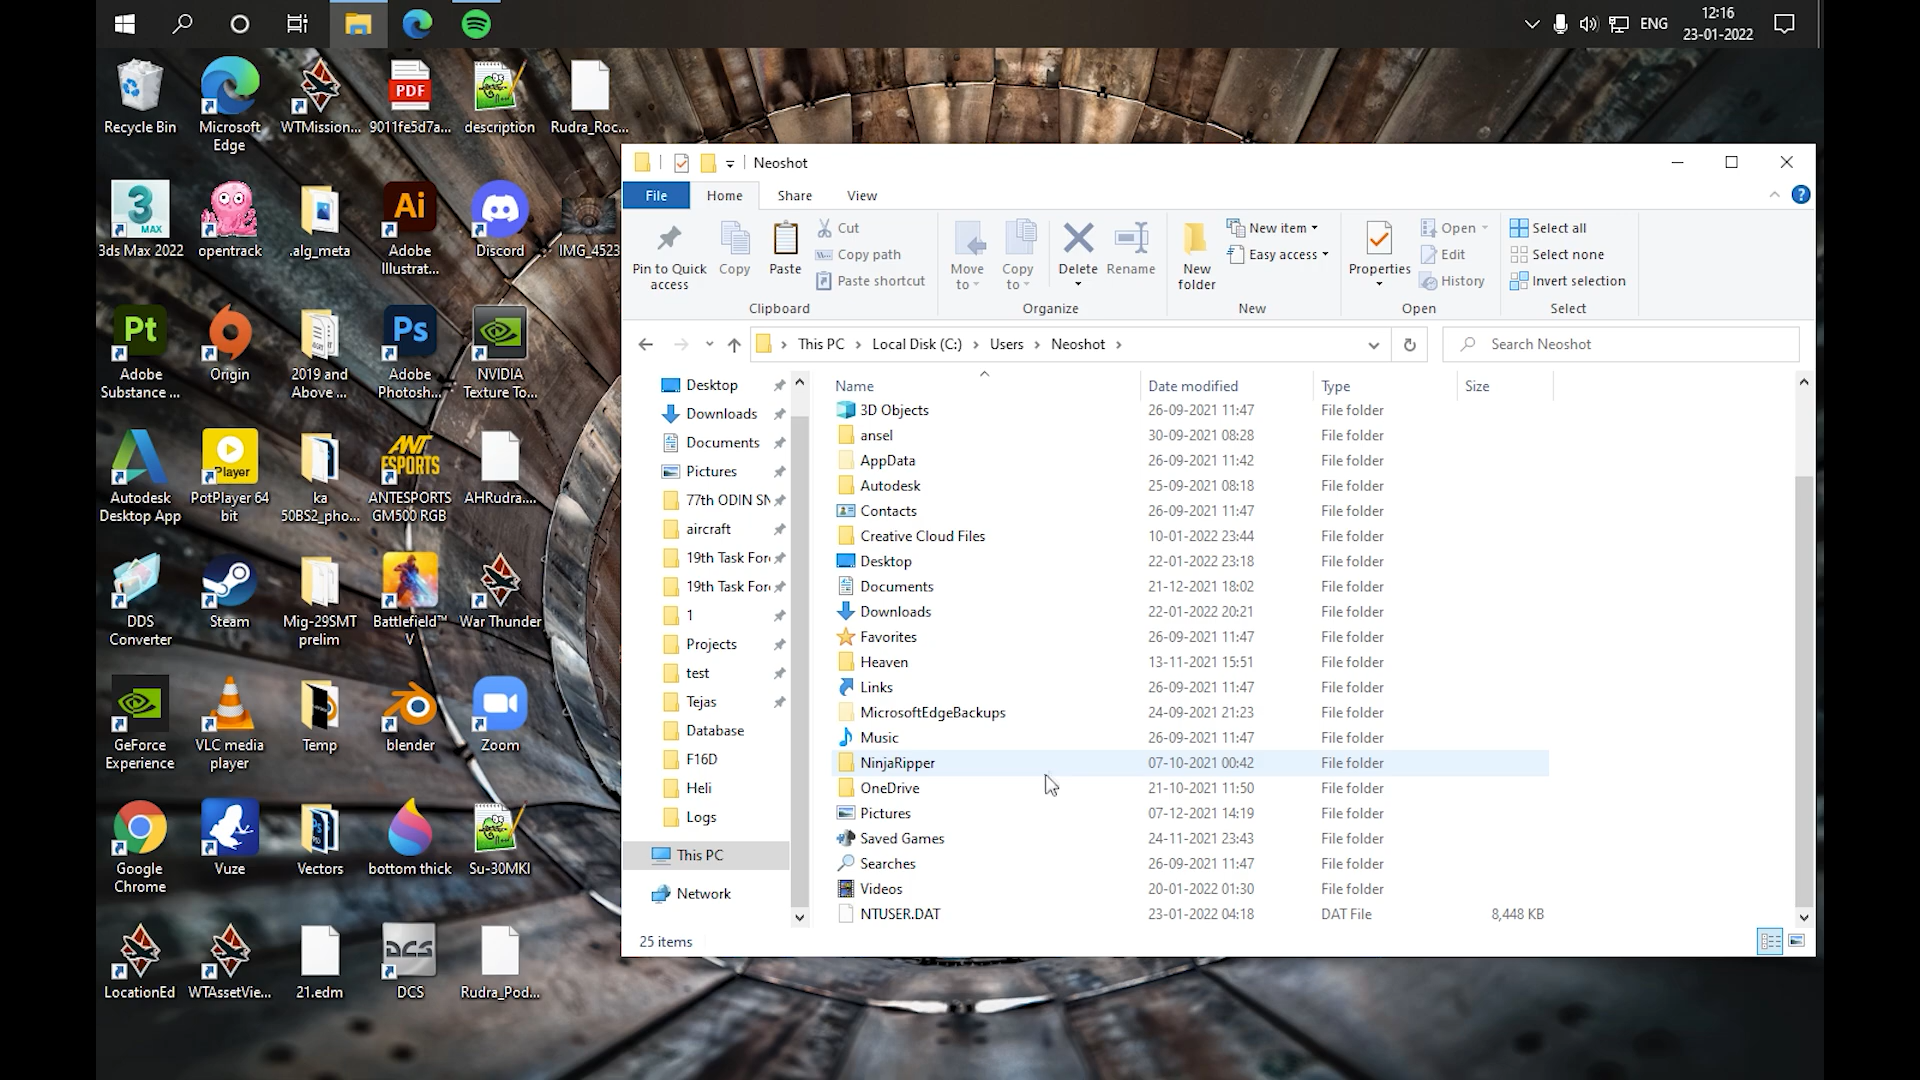 ENG
12:16
23-01-2022
Recycle Bin
Microsoft
Edge
WTMission...
PDF
9011fe5d7a...
description
Rudra_Roc...
3
MAX
3ds Max 2022
opentrack
.alg_meta
Ai
Adobe
Illustrat...
Discord
IMG_4523
Pt
Adobe
Substance ...
Origin
2019 and
Above ...
Ps
Adobe
Photosh...
NVIDIA
Texture To...
Autodesk
Desktop App
Player
PotPlayer 64
bit
ka
50BS2_pho...
ANT
ESPORTS
ANTESPORTS
GM500 RGB
AHRudra....
DDS
Converter
Steam
Mig-29SMT
prelim
Battlefield™
V
War Thunder
GeForce
Experience
VLC media
player
Temp
blender
Zoom
Google
Chrome
Vuze
Vectors
bottom thick
Su-30MKI
LocationEd
WTAssetVie...
21.edm
DCS
DCS
Rudra_Pod...
Neoshot
File
Home
Share
View
Pin to Quick
access
Copy
Paste
Cut
Copy path
Paste shortcut
Clipboard
Move
to
Copy
to
Delete
Rename
Organize
New
folder
New item
Easy access
New
Properties
Open
Edit
History
Open
Select all
Select none
Invert selection
Select
This PC
Local Disk (C:)
Users
Neoshot
Search Neoshot
Desktop
Downloads
Documents
Pictures
77th ODIN SN
aircraft
19th Task For
19th Task For
1
Projects
test
Tejas
Database
F16D
Heli
Logs
This PC
Network
Name Date modified Type Size
3D Objects 26-09-2021 11:47 File folder
ansel 30-09-2021 08:28 File folder
AppData 26-09-2021 11:42 File folder
Autodesk 25-09-2021 08:18 File folder
Contacts 26-09-2021 11:47 File folder
Creative Cloud Files 10-01-2022 23:44 File folder
Desktop 22-01-2022 23:18 File folder
Documents 21-12-2021 18:02 File folder
Downloads 22-01-2022 20:21 File folder
Favorites 26-09-2021 11:47 File folder
Heaven 13-11-2021 15:51 File folder
Links 26-09-2021 11:47 File folder
MicrosoftEdgeBackups 24-09-2021 21:23 File folder
Music 26-09-2021 11:47 File folder
NinjaRipper 07-10-2021 00:42 File folder
OneDrive 21-10-2021 11:50 File folder
Pictures 07-12-2021 14:19 File folder
Saved Games 24-11-2021 23:43 File folder
Searches 26-09-2021 11:47 File folder
Videos 20-01-2022 01:30 File folder
NTUSER.DAT 23-01-2022 04:18 DAT File 8,448 KB
25 items